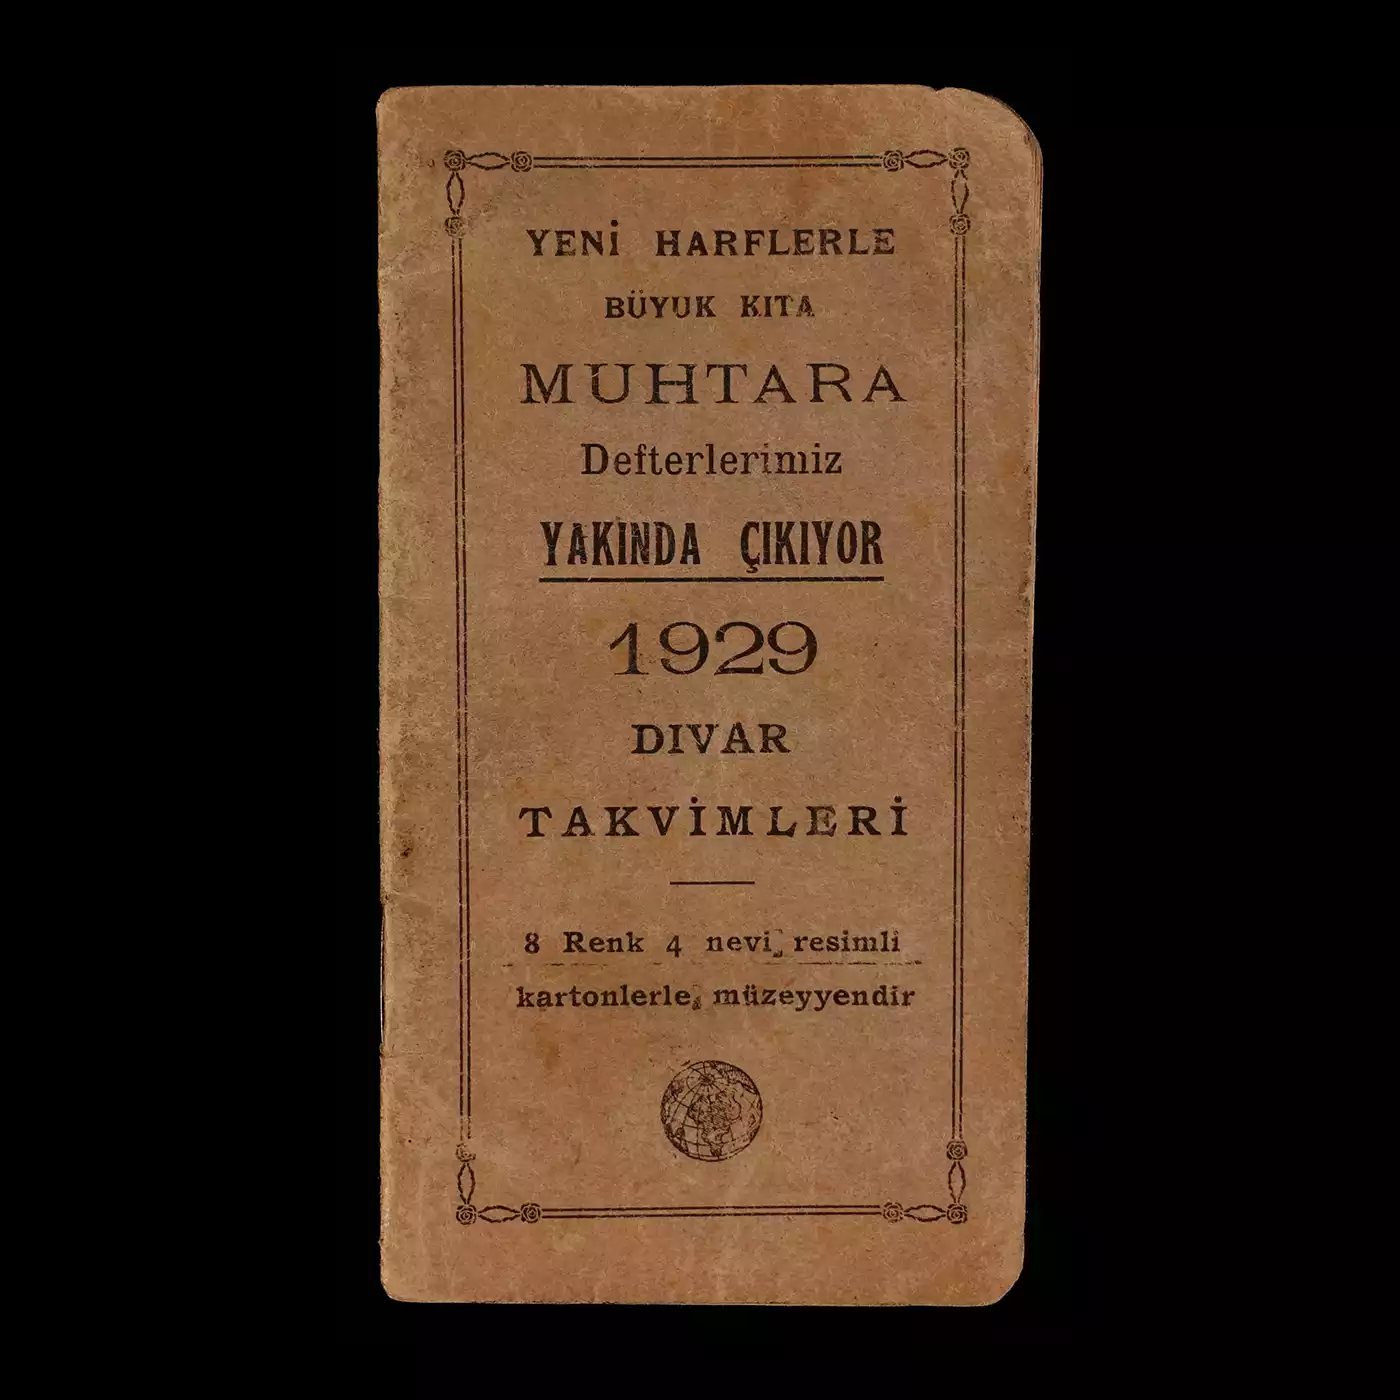 YENİ HARFLERLE
BÜYUK KITA
MUHTARA
Defterlerimiz
YAKINDA ÇIKIYOR
1929
DIVAR
TAKVİMLERİ
8 Renk 4 nevi resimli
kartonlerle, müzeyyendir